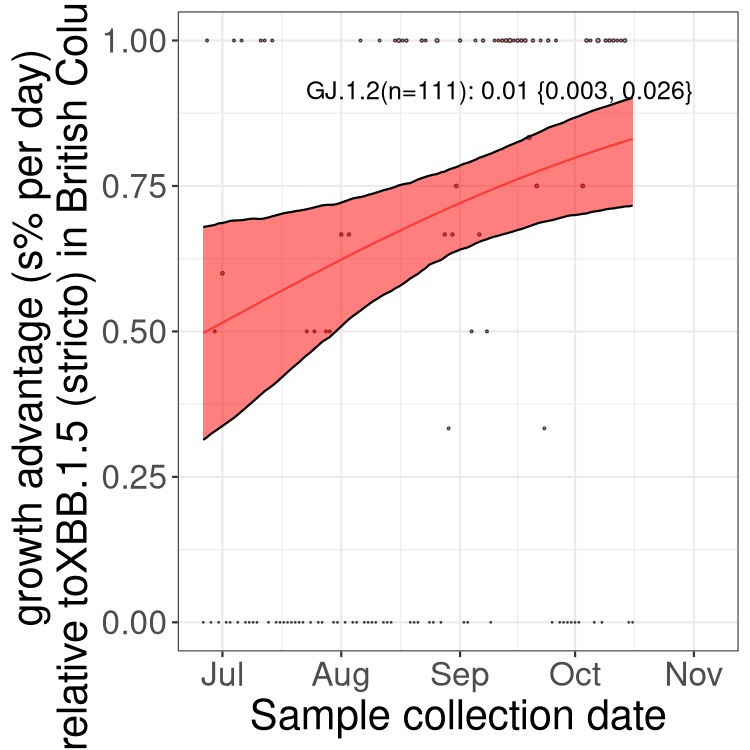 growth advantage (s% per day)
relative toXBB.1.5 (stricto) in British Colu
1.00
0.75
0.50
0.25
0.00
GJ.1.2(n=111): 0.01 {0.003, 0.026}
Jul Aug Sep Oct Nov
Sample collection date